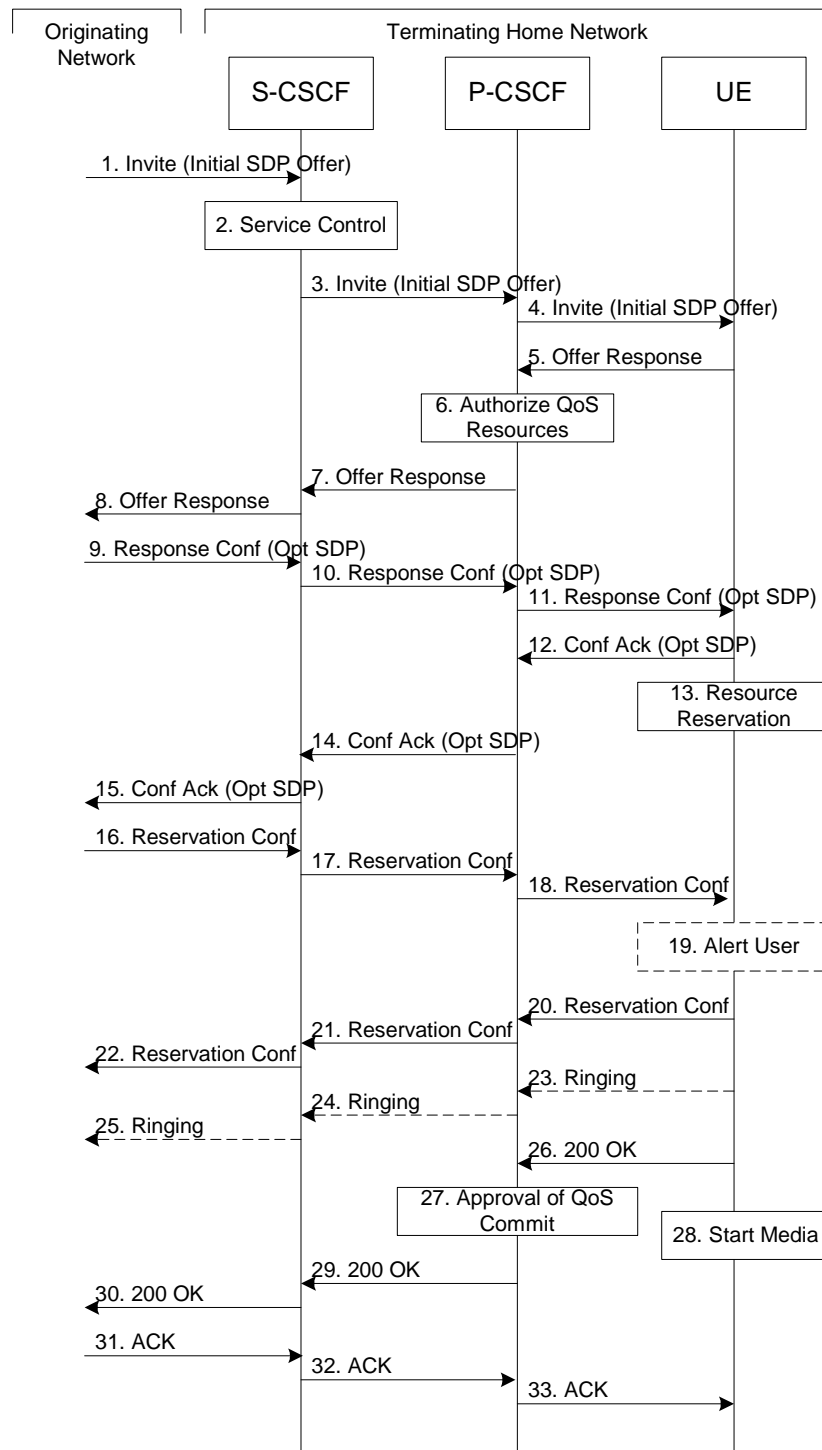 Originating
Network
Terminating Home Network
S-CSCF
P-CSCF
UE
1. Invite (Initial SDP Offer)
2. Service Control
3. Invite (Initial SDP Offer)
4. Invite (Initial SDP Offer)
5. Offer Response
6. Authorize QoS
Resources
7. Offer Response
8. Offer Response
9. Response Conf (Opt SDP)
10. Response Conf (Opt SDP)
11. Response Conf (Opt SDP)
12. Conf Ack (Opt SDP)
13. Resource
Reservation
14. Conf Ack (Opt SDP)
15. Conf Ack (Opt SDP)
16. Reservation Conf
17. Reservation Conf
18. Reservation Conf
19. Alert User
20. Reservation Conf
21. Reservation Conf
22. Reservation Conf
23. Ringing
24. Ringing
25. Ringing
26. 200 OK
27. Approval of QoS
Commit
28. Start Media
29. 200 OK
30. 200 OK
31. ACK
32. ACK
33. ACK